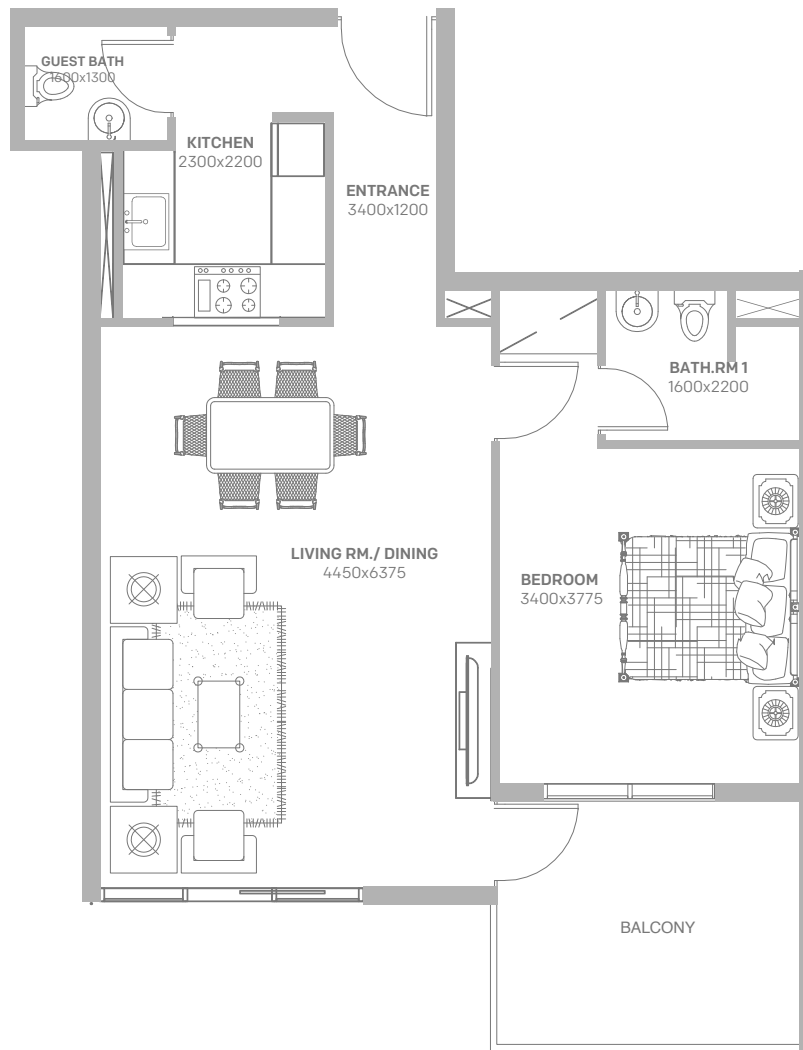 GUEST BATH
1600x1300
KITCHEN
2300x2200
ENTRANCE
3400x1200
BATH.RM 1
1600x2200
LIVING RM./ DINING
4450x6375
BEDROOM
3400x3775
BALCONY